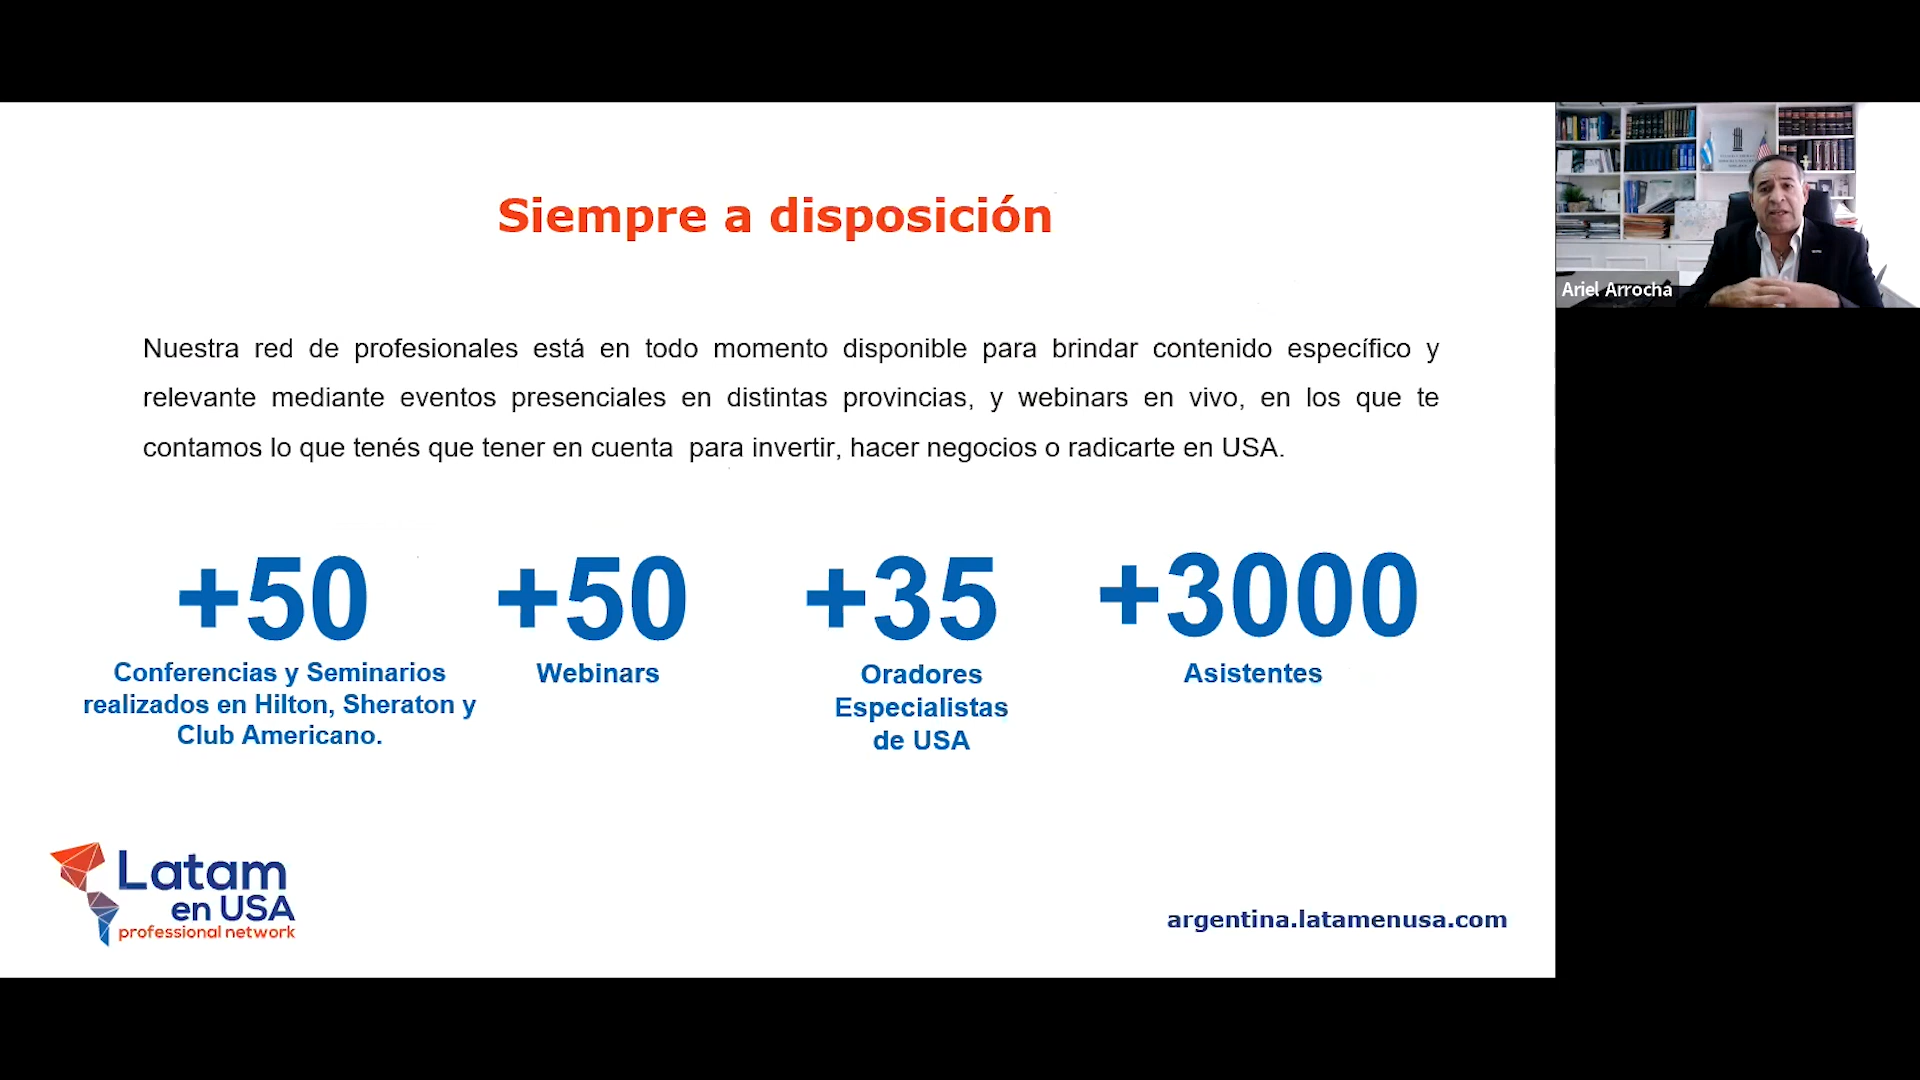 Siempre a disposición
Nuestra red de profesionales está en todo momento disponible para brindar contenido específico y
relevante mediante eventos presenciales en distintas provincias, y webinars en vivo, en los que te
contamos lo que tenés que tener en cuenta para invertir, hacer negocios o radicarte en USA.
+50
Conferencias y Seminarios
realizados en Hilton, Sheraton y
Club Americano.
+50
Webinars
+35
Oradores
Especialistas
de USA
+3000
Asistentes
Latam
en USA
professional network
argentina.latamenusa.com
Ariel Arrocha